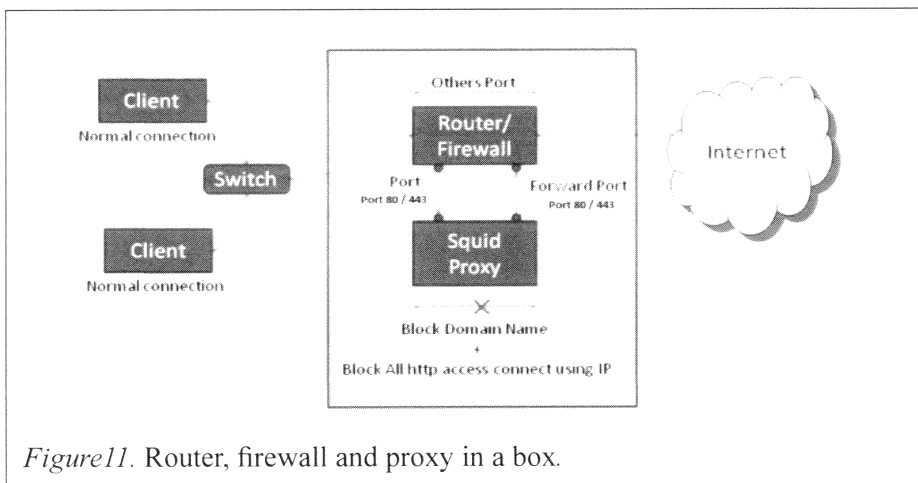 Client
Normal connection
Switch
Client
Normal connection
Others Port
Router/
Firewall
Port
Port 80 / 443
Forward Port
Port 80 / 443
Squid
Proxy
Block Domain Name
+
Block All http access connect using IP
Internet
Figure11. Router, firewall and proxy in a box.